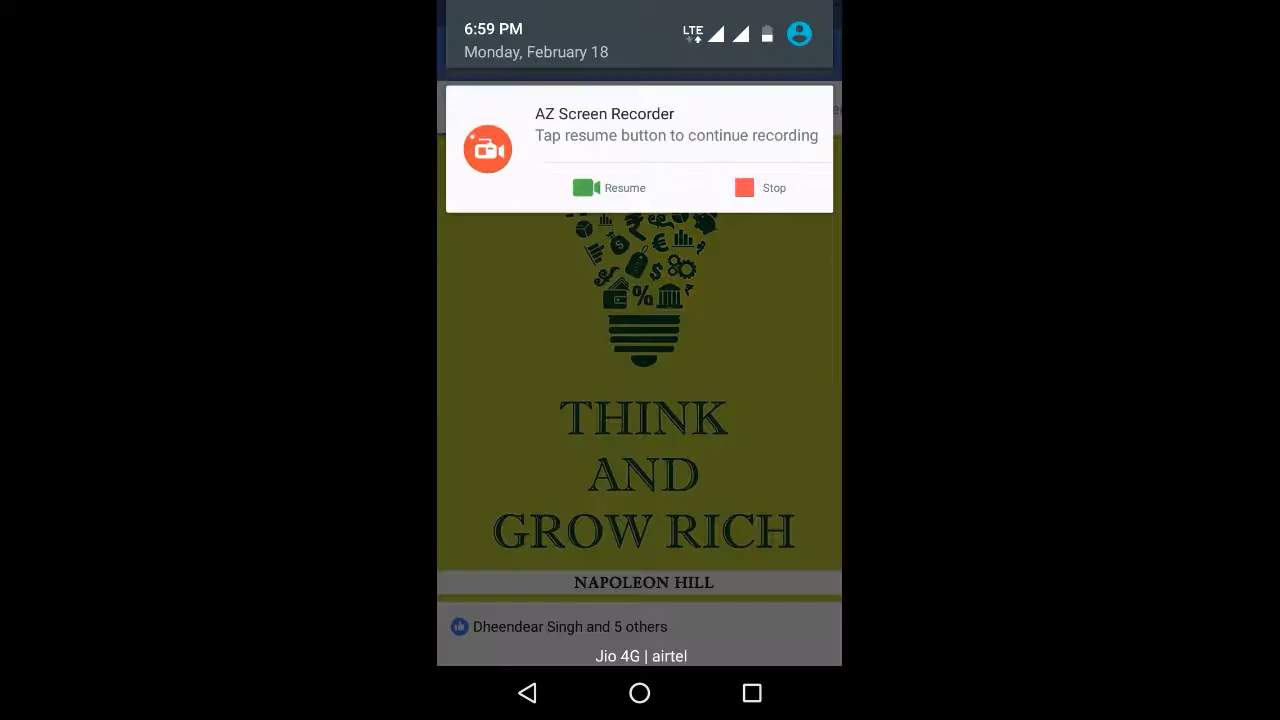 6:59 PM
LTE
Monday, February 18
AZ Screen Recorder
Tap resume button to continue recording
Resume
Stop
THINK
AND
GROW RICH
NAPOLEON HILL
Dheendear Singh and 5 others
Jio 4G | airtel